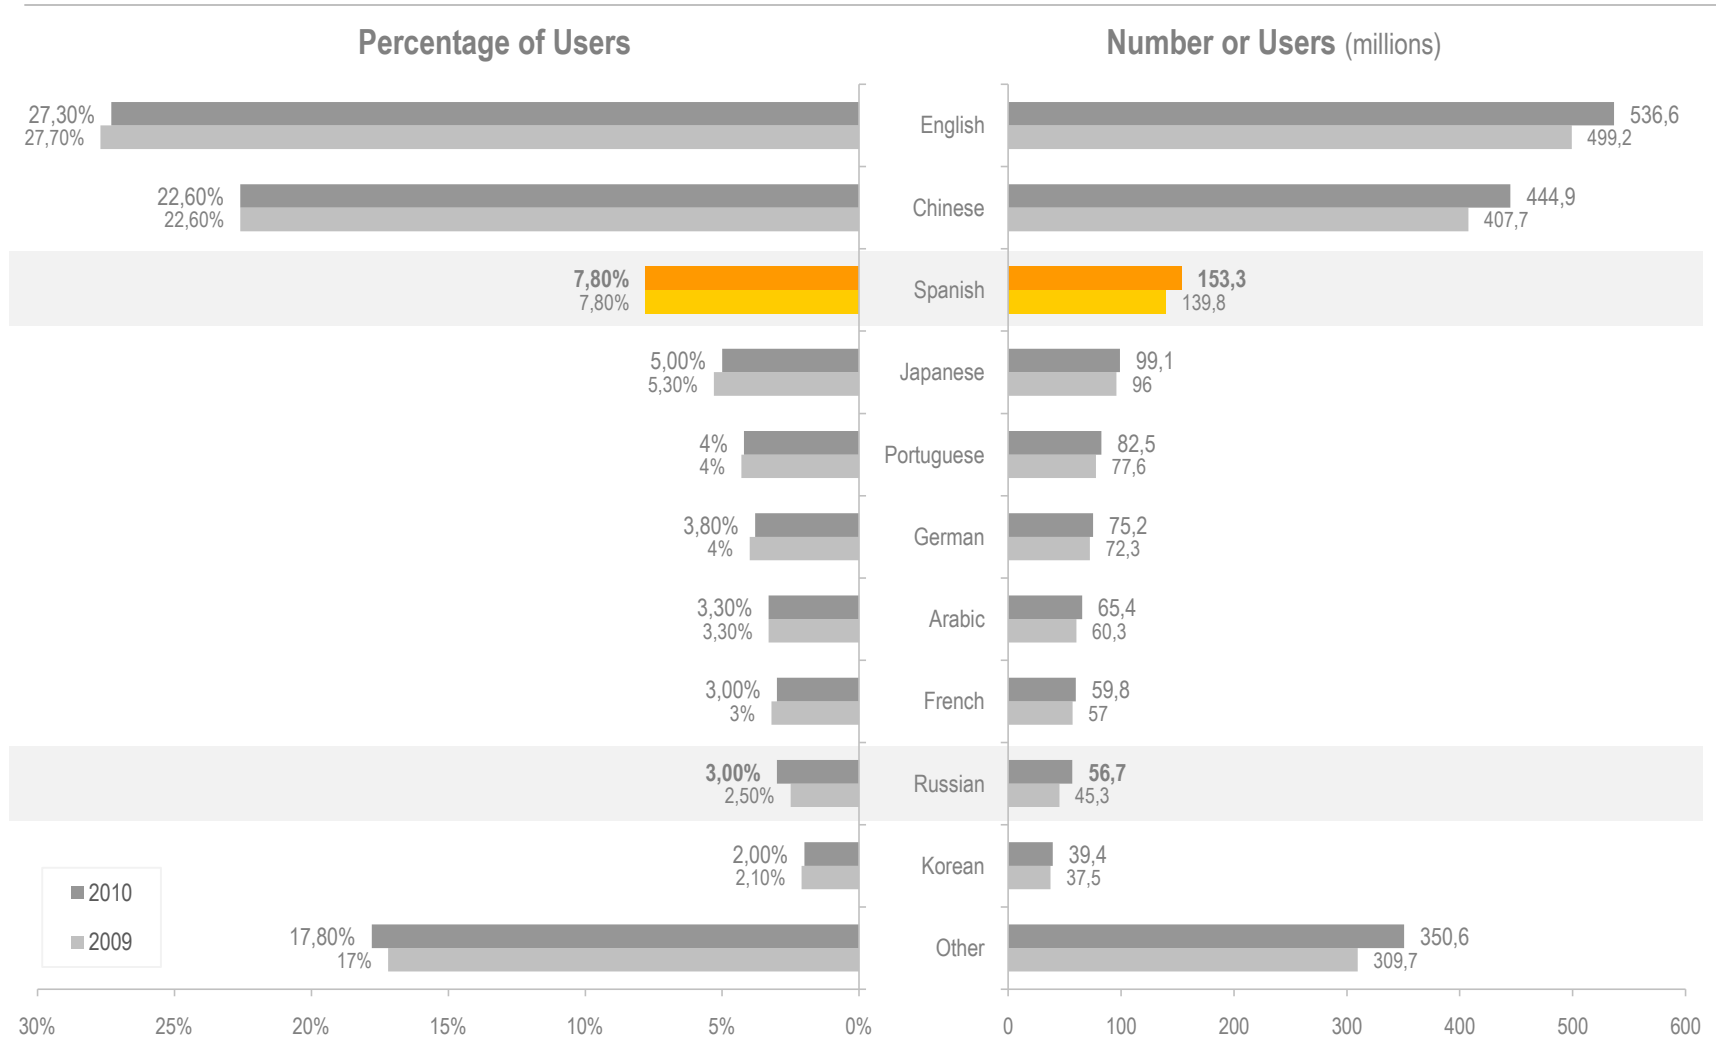 Percentage of Users
Number or Users (millions)
27,30% English 536,6
27,70% 499,2
22,60% Chinese 444,9
22,60% 407,7
7,80% Spanish 153,3
7,80% 139,8
5,00% Japanese 99,1
5,30% 96
4% Portuguese 82,5
4% 77,6
3,80% German 75,2
4% 72,3
3,30% Arabic 65,4
3,30% 60,3
3,00% French 59,8
3% 57
3,00% Russian 56,7
2,50% 45,3
2,00% Korean 39,4
2,10% 37,5
2010
2009
17,80% Other 350,6
17% 309,7
30% 25% 20% 15% 10% 5% 0% 0 100 200 300 400 500 600